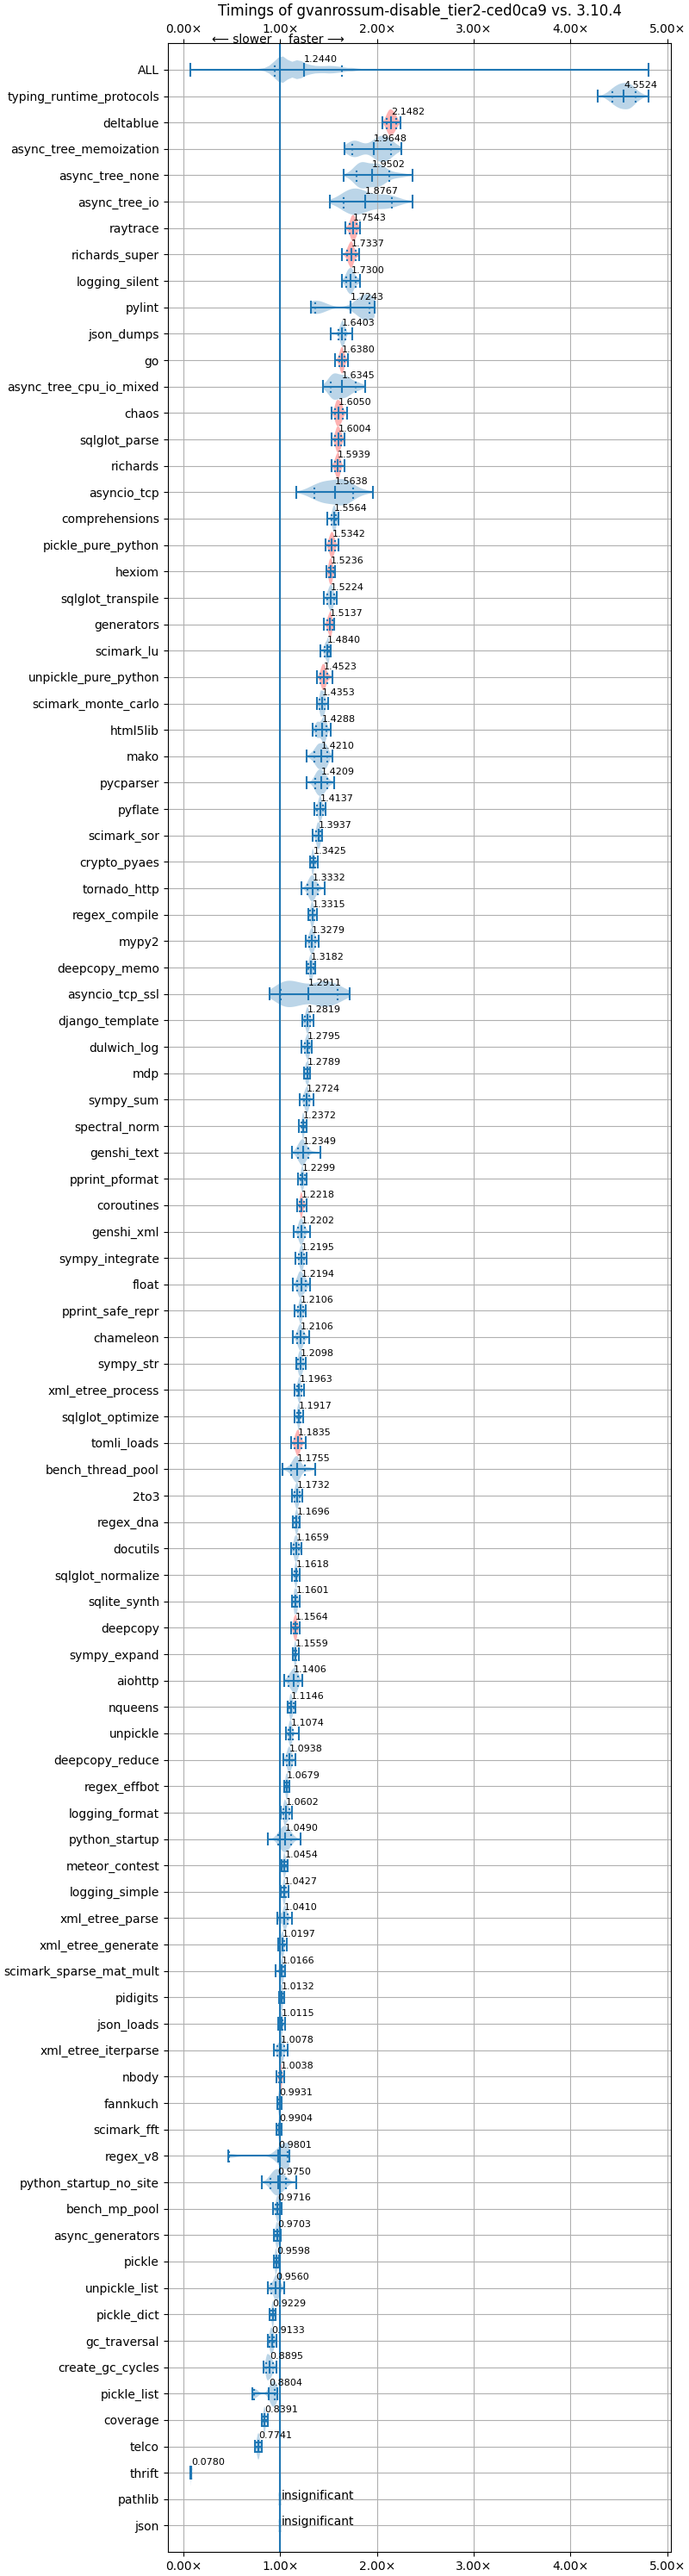 Timings of gvanrossum-disable_tier2-ced0ca9 vs. 3.10.4
0.00× 1.00× 2.00× 3.00× 4.00× 5.00×
⟵ slower faster ⟶
ALL 1.2440
typing_runtime_protocols 4.5524
deltablue 2.1482
async_tree_memoization 1.9648
async_tree_none 1.9502
async_tree_io 1.8767
raytrace 1.7543
richards_super 1.7337
logging_silent 1.7300
pylint 1.7243
json_dumps 1.6403
go 1.6380
async_tree_cpu_io_mixed 1.6345
chaos 1.6050
sqlglot_parse 1.6004
richards 1.5939
asyncio_tcp 1.5638
comprehensions 1.5564
pickle_pure_python 1.5342
hexiom 1.5236
sqlglot_transpile 1.5224
generators 1.5137
scimark_lu 1.4840
unpickle_pure_python 1.4523
scimark_monte_carlo 1.4353
html5lib 1.4288
mako 1.4210
pycparser 1.4209
pyflate 1.4137
scimark_sor 1.3937
crypto_pyaes 1.3425
tornado_http 1.3332
regex_compile 1.3315
mypy2 1.3279
deepcopy_memo 1.3182
asyncio_tcp_ssl 1.2911
django_template 1.2819
dulwich_log 1.2795
mdp 1.2789
sympy_sum 1.2724
spectral_norm 1.2372
genshi_text 1.2349
pprint_pformat 1.2299
coroutines 1.2218
genshi_xml 1.2202
sympy_integrate 1.2195
float 1.2194
pprint_safe_repr 1.2106
chameleon 1.2106
sympy_str 1.2098
xml_etree_process 1.1963
sqlglot_optimize 1.1917
tomli_loads 1.1835
bench_thread_pool 1.1755
2to3 1.1732
regex_dna 1.1696
docutils 1.1659
sqlglot_normalize 1.1618
sqlite_synth 1.1601
deepcopy 1.1564
sympy_expand 1.1559
aiohttp 1.1406
nqueens 1.1146
unpickle 1.1074
deepcopy_reduce 1.0938
regex_effbot 1.0679
logging_format 1.0602
python_startup 1.0490
meteor_contest 1.0454
logging_simple 1.0427
xml_etree_parse 1.0410
xml_etree_generate 1.0197
scimark_sparse_mat_mult 1.0166
pidigits 1.0132
json_loads 1.0115
xml_etree_iterparse 1.0078
nbody 1.0038
fannkuch 0.9931
scimark_fft 0.9904
regex_v8 0.9801
python_startup_no_site 0.9750
bench_mp_pool 0.9716
async_generators 0.9703
pickle 0.9598
unpickle_list 0.9560
pickle_dict 0.9229
gc_traversal 0.9133
create_gc_cycles 0.8895
pickle_list 0.8804
coverage 0.8391
telco 0.7741
thrift 0.0780
pathlib insignificant
json insignificant
0.00× 1.00× 2.00× 3.00× 4.00× 5.00×